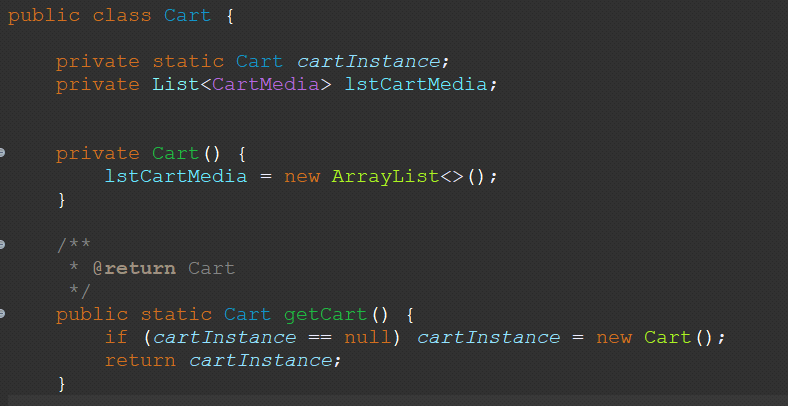 public class Cart {
private static Cart cartInstance;
private List<CartMedia> lstCartMedia;
private Cart() {
lstCartMedia = new ArrayList<>();
}
/**
* @return Cart
*/
public static Cart getCart() {
if (cartInstance == null) cartInstance = new Cart();
return cartInstance;
}